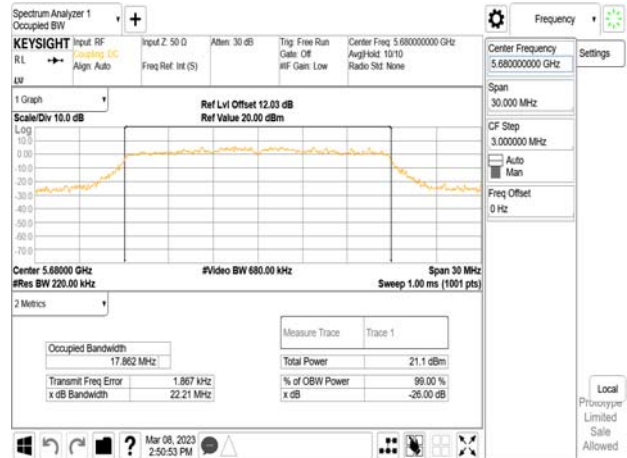 Spectrum Analyzer 1
Occupied BW
+
Frequency
KEYSIGHT
R L
Input: RF
Coupling: DC
Align: Auto
Input Z: 50 Ω
Freq Ref: Int (S)
Atten: 30 dB
Trig: Free Run
Gate: Off
#IF Gain: Low
Center Freq: 5.680000000 GHz
Avg|Hold: 10/10
Radio Std: None
Center Frequency
5.680000000 GHz
Settings
Span
30.000 MHz
CF Step
3.000000 MHz
Auto
Man
Freq Offset
0 Hz
1 Graph
Scale/Div 10.0 dB
Ref Lvl Offset 12.03 dB
Ref Value 20.00 dBm
Log
10.0
0.00
-10.0
-20.0
-30.0
-40.0
-50.0
-60.0
-70.0
Center 5.68000 GHz
#Res BW 220.00 kHz
#Video BW 680.00 kHz
Span 30 MHz
Sweep 1.00 ms (1001 pts)
2 Metrics
Measure Trace
Trace 1
Occupied Bandwidth
17.862 MHz
Total Power
21.1 dBm
Transmit Freq Error
1.867 kHz
% of OBW Power
99.00 %
x dB Bandwidth
22.21 MHz
x dB
-26.00 dB
Local
Prototype
Limited
Sale
Allowed
?
Mar 08, 2023
2:50:53 PM